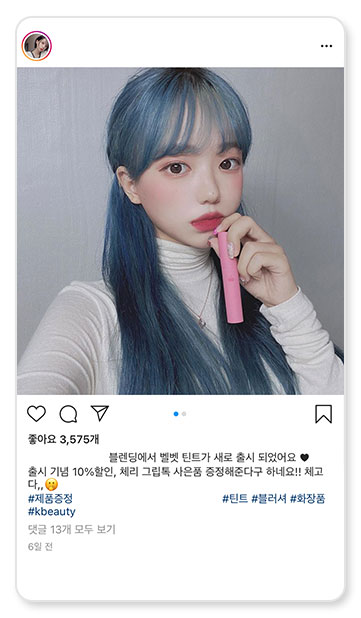 좋아요 3,575개
블렌딩에서 벨벳 틴트가 새로 출시 되었어요 🖤
출시 기념 10%할인, 체리 그립톡 사은품 증정해준다구 하네요!! 체고
다,,🤭
#제품증정 #틴트 #블러셔 #화장품
#kbeauty
댓글 13개 모두 보기
6일 전